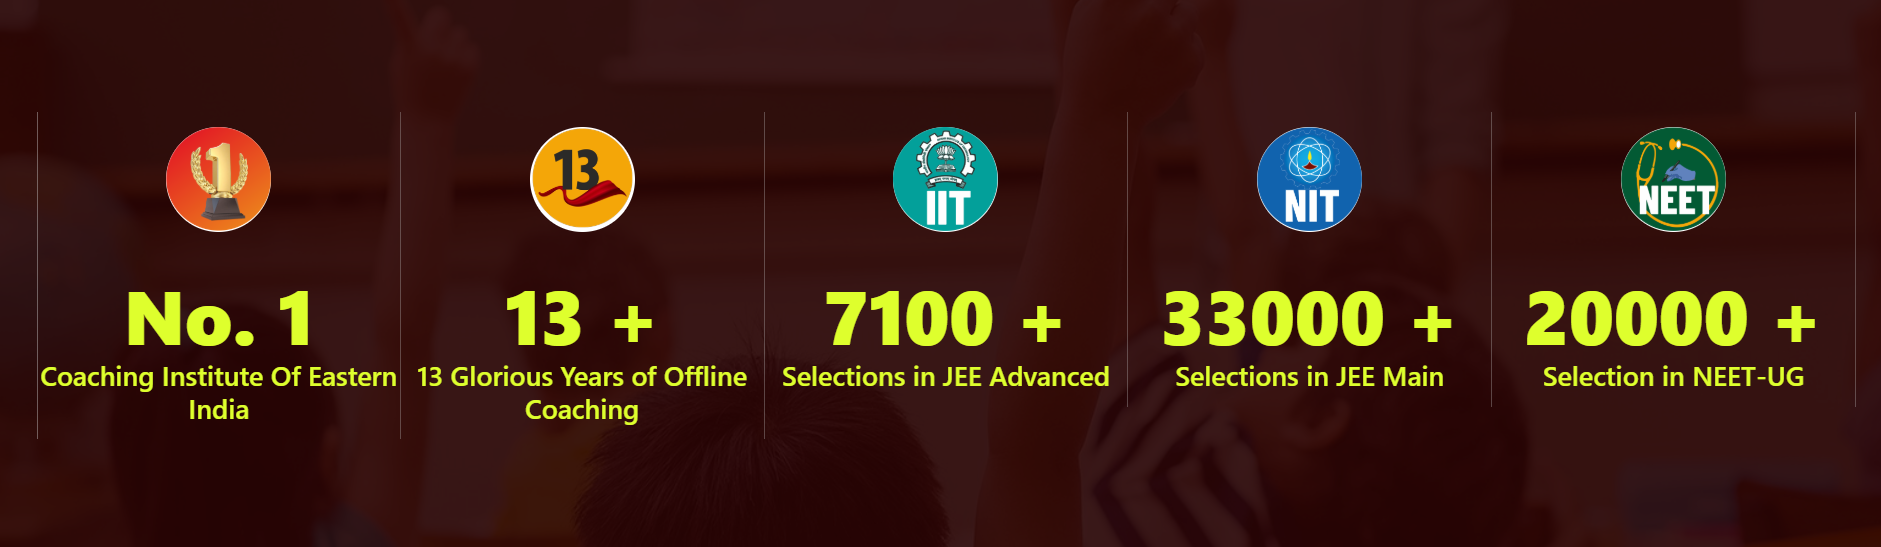 13
IIT
NIT
NEET
No. 1
Coaching Institute Of Eastern
India
13 +
13 Glorious Years of Offline
Coaching
7100 +
Selections in JEE Advanced
33000 +
Selections in JEE Main
20000 +
Selection in NEET-UG